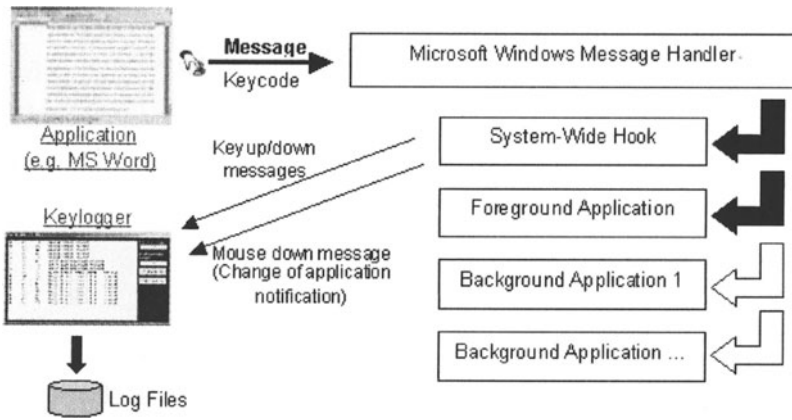 Message
Keycode
Microsoft Windows Message Handler
Application
(e.g. MS Word)
System-Wide Hook
Key up/down
messages
Foreground Application
Keylogger
Mouse down message
(Change of application
notification)
Background Application 1
Background Application ...
Log Files